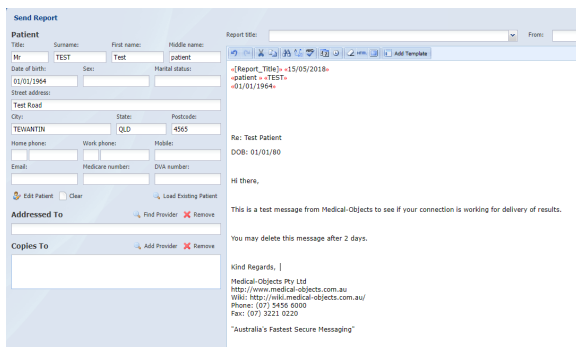 Send Report
Patient
Title: Surname: First name: Middle name:
Mr TEST Test patient
Date of birth: Sex: Marital status:
01/01/1964
Street address:
Test Road
City: State: Postcode:
TEWANTIN QLD 4565
Home phone: Work phone: Mobile:
Email: Medicare number: DVA number:
Edit Patient Clear Load Existing Patient
Addressed To Find Provider Remove
Copies To Add Provider Remove
Report title: From:
Add Template
«[Report_Title]» «15/05/2018»
«patient » «TEST»
«01/01/1964»
Re: Test Patient
DOB: 01/01/80
Hi there,
This is a test message from Medical-Objects to see if your connection is working for delivery of results.
You may delete this message after 2 days.
Kind Regards,
Medical-Objects Pty Ltd
http://www.medical-objects.com.au
Wiki: http://wiki.medical-objects.com.au/
Phone: (07) 5456 6000
Fax: (07) 3221 0220
"Australia's Fastest Secure Messaging"